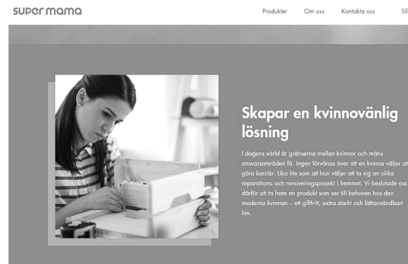 super mama
Produkter Om oss Kontakta oss
Skapar en kvinnovänlig
lösning
I dagens värld är gränserna mellan kvinnor och mäns
ansvarsområden få. Ingen förvånas över att en kvinna väljer att
göra karriär. Lika lite som att hon väljer att ta sig an olika
reparations- och renoveringsprojekt i hemmet. Vi beslutade oss
därför att ta fram en produkt som ser till behoven hos den
moderna kvinnan – ett giftfritt, extra starkt och lättanvändbart
lim.